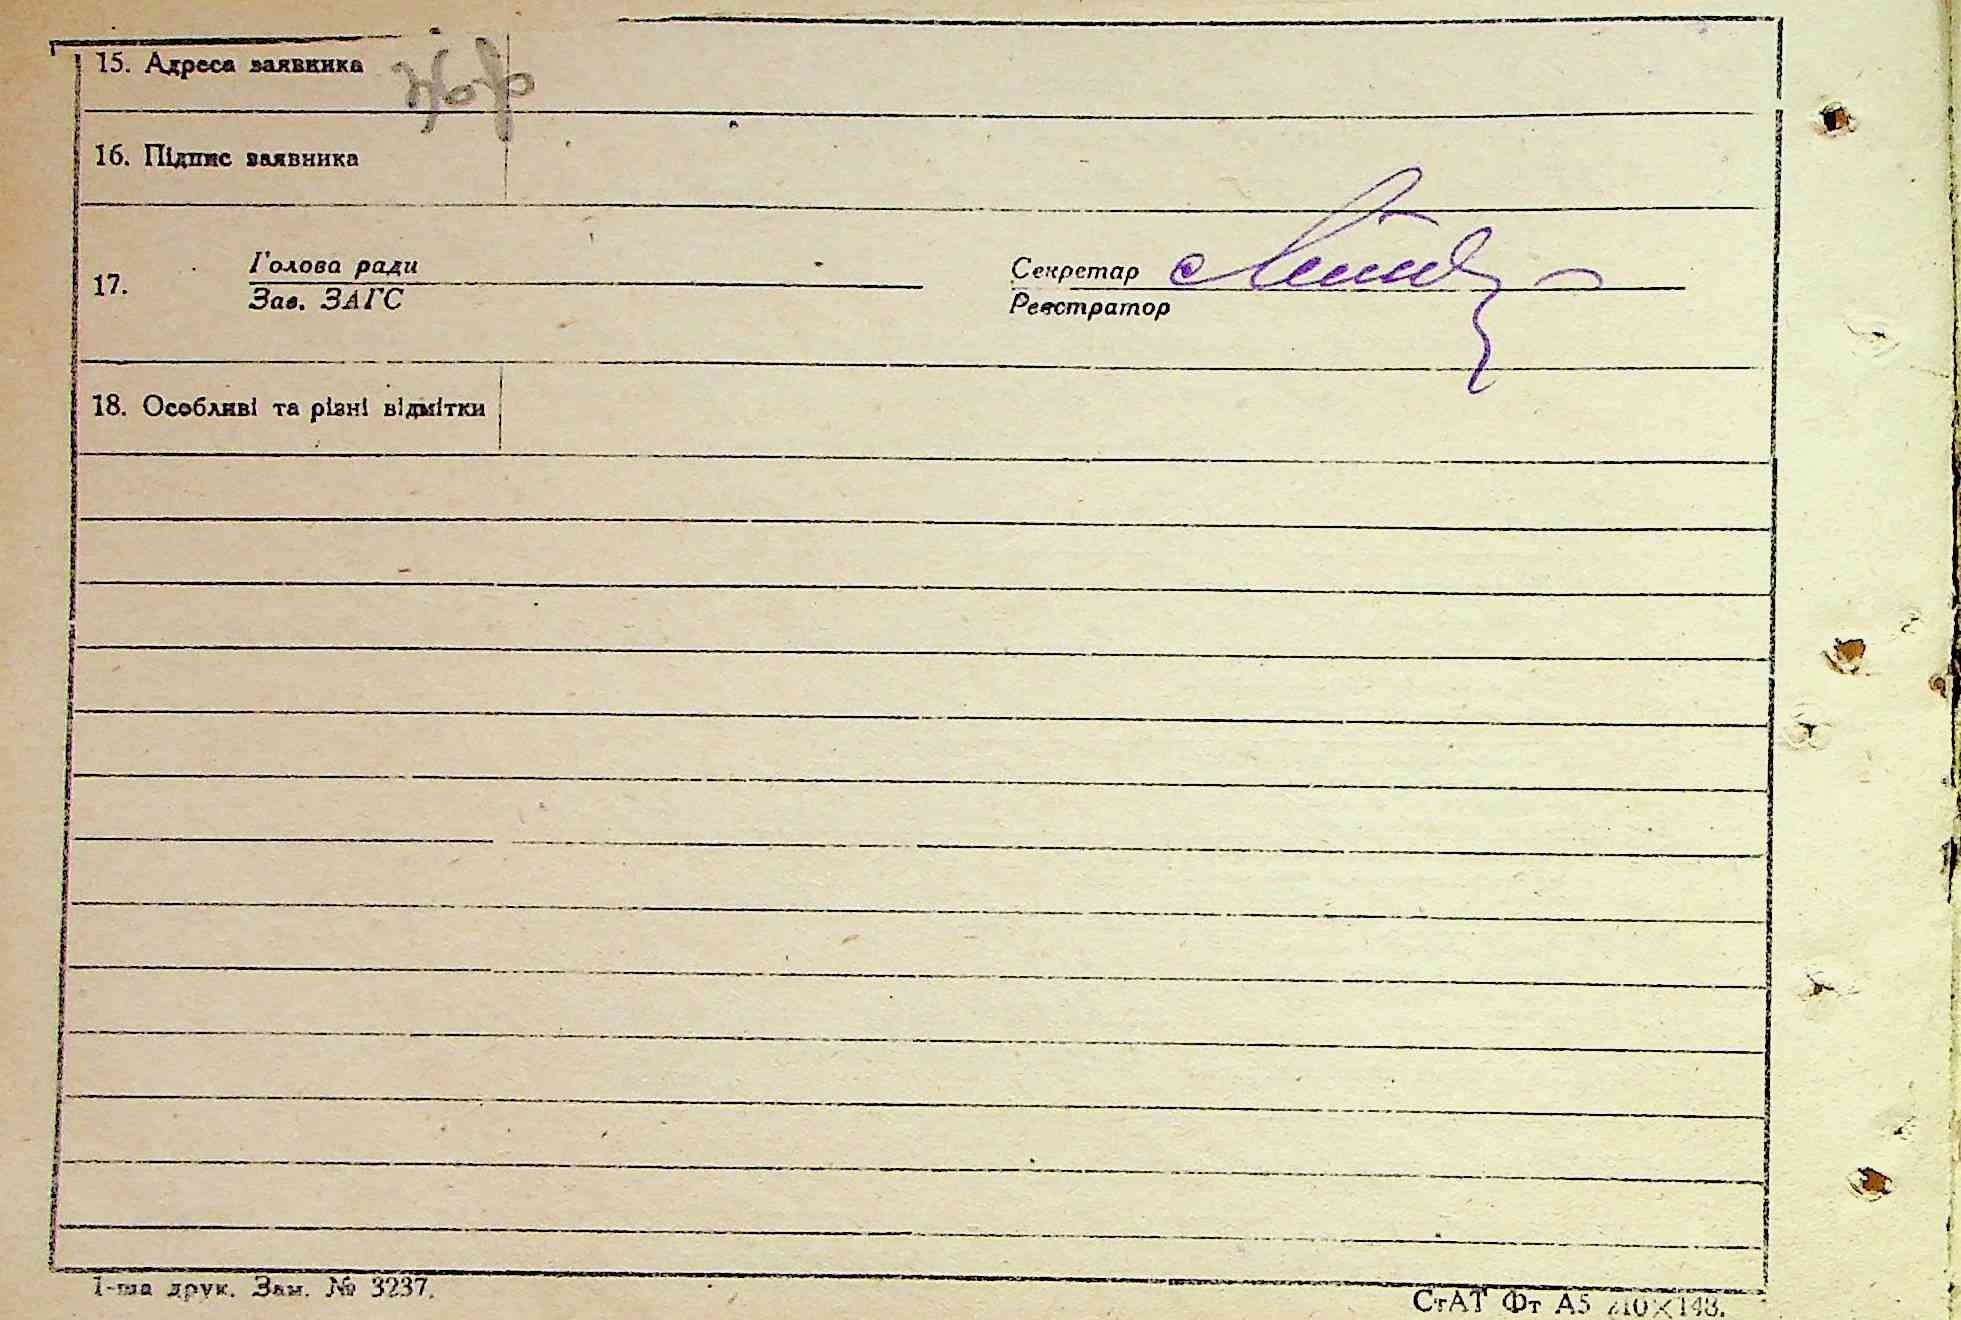 15. Адреса заявника
16. Підпис заявника
17.
Голова ради
Зав. ЗАГС
Секретар
Реєстратор
18. Особливі та різні відмітки
1-ша друк. Зам. № 3237.
СтАТ Фт А5 210×148.